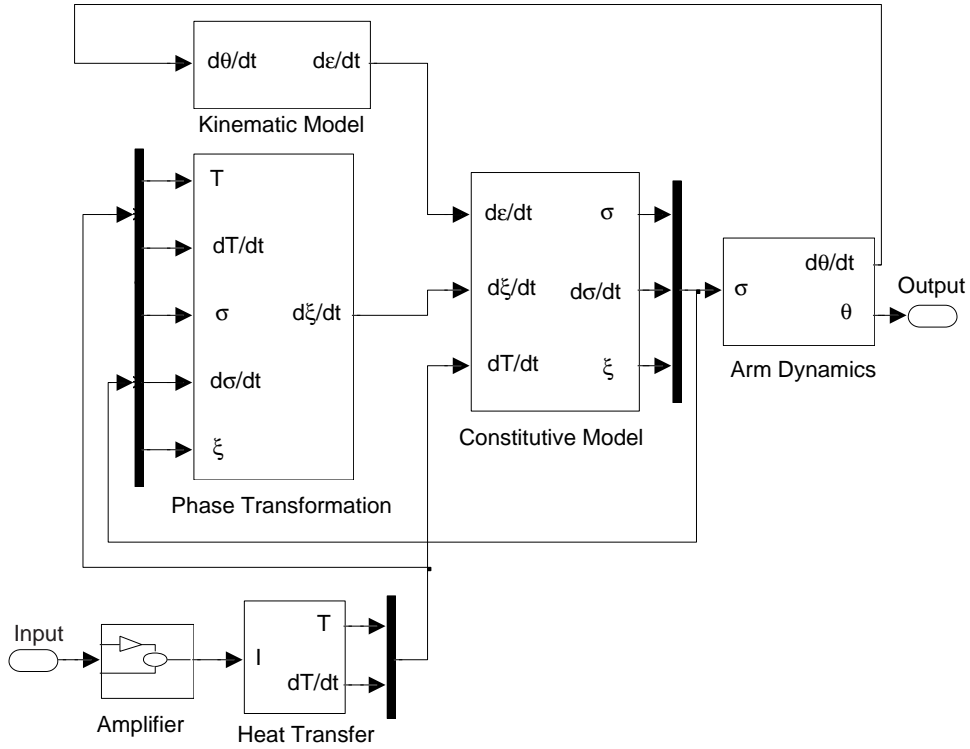 dθ/dt dε/dt
Kinematic Model
T
dT/dt
σ
dξ/dt
dσ/dt
ξ
Phase Transformation
dε/dt σ
dξ/dt dσ/dt
dT/dt ξ
Constitutive Model
dθ/dt
σ
θ
Arm Dynamics
Output
Input
Amplifier
T
I
dT/dt
Heat Transfer